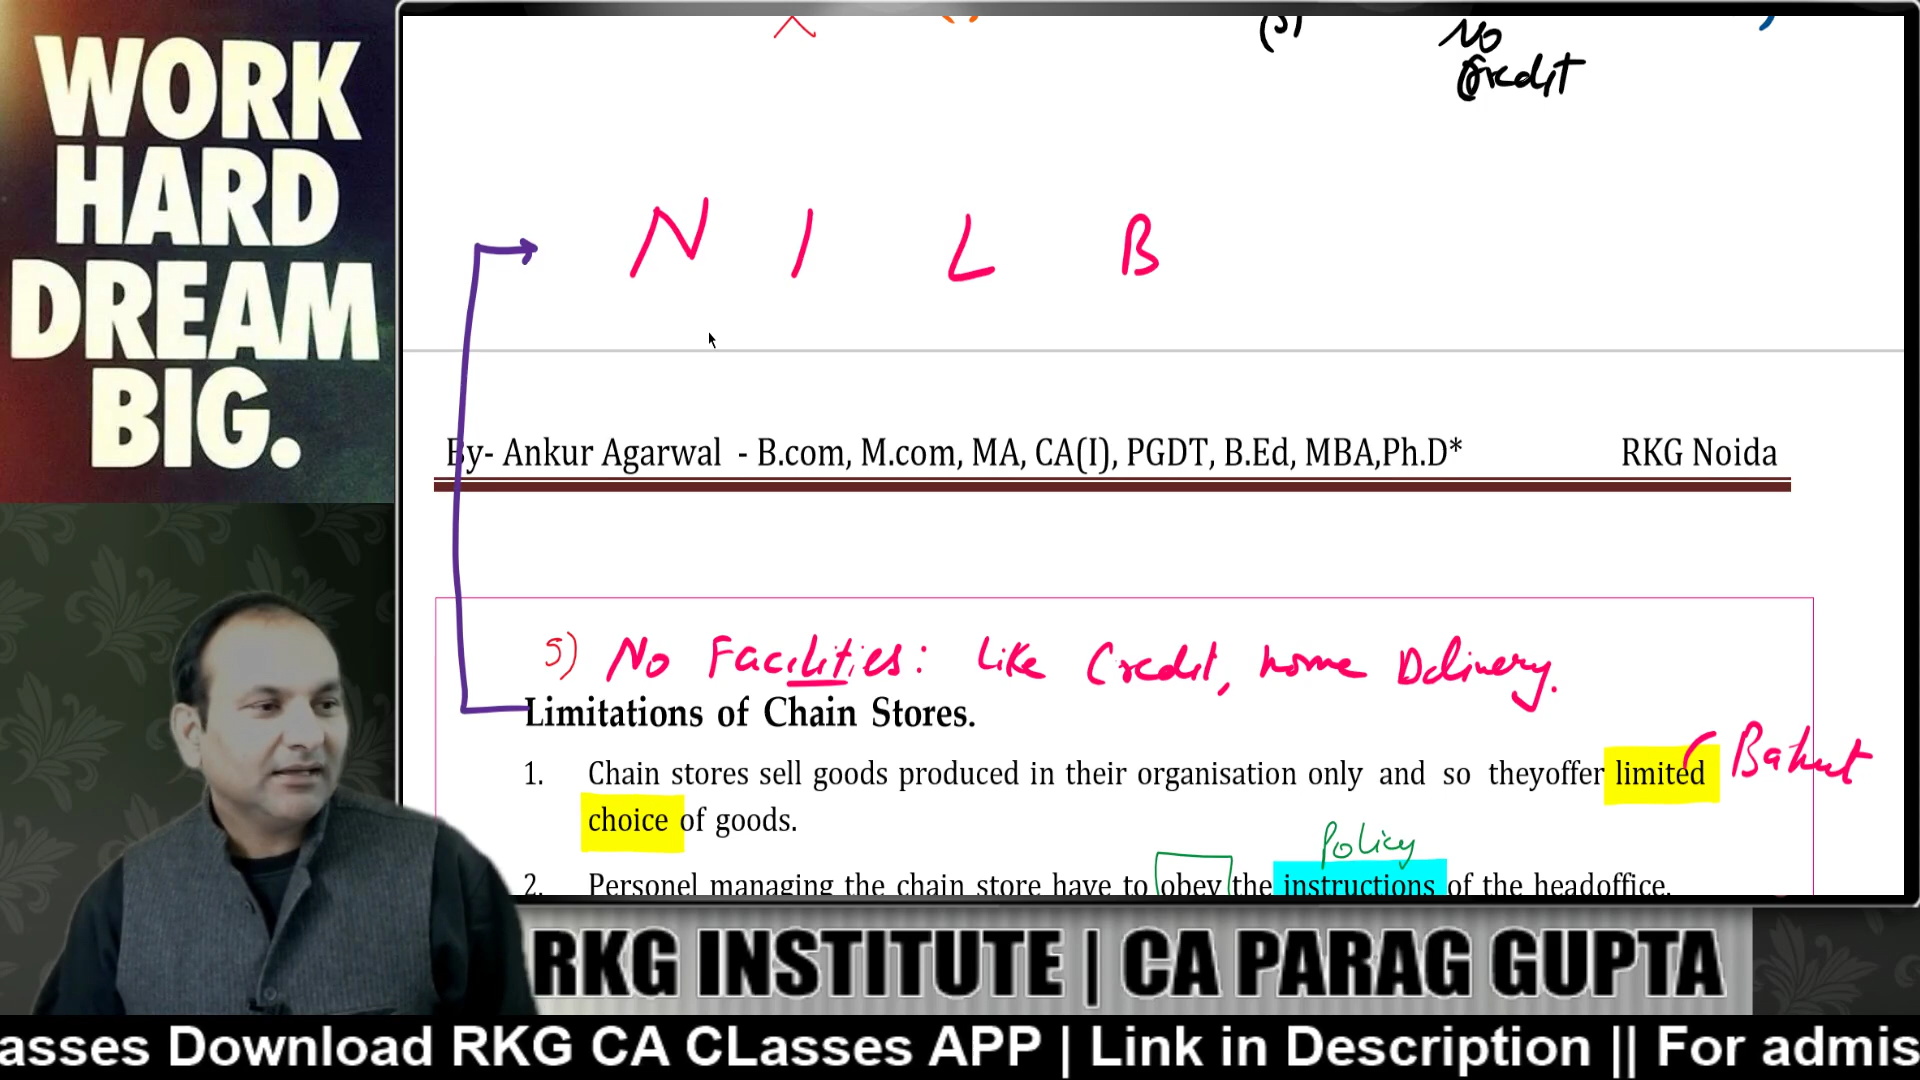 WORK
HARD
DREAM
BIG.
No
Credit
N I L B
By- Ankur Agarwal - B.com, M.com, MA, CA(I), PGDT, B.Ed, MBA,Ph.D* RKG Noida
5) No Facilities: Like Credit, home Delivery.
Limitations of Chain Stores.
1. Chain stores sell goods produced in their organisation only and so theyoffer limited
choice of goods.
Bahut
Policy
2. Personel managing the chain store have to obey the instructions of the headoffice.
RKG INSTITUTE | CA PARAG GUPTA
asses Download RKG CA CLasses APP | Link in Description || For admis